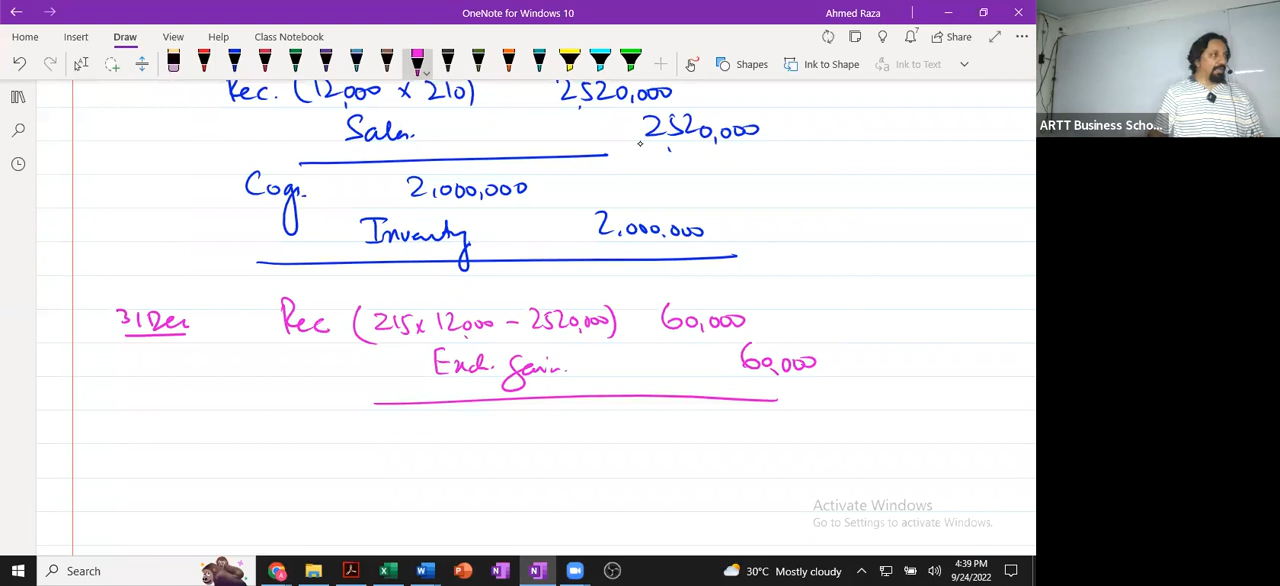 OneNote for Windows 10
Ahmed Raza
Home Insert Draw View Help Class Notebook
Share
Shapes Ink to Shape Ink to Text
Rec. (12,000 x 210) 2,520,000
Sales. 2,520,000
Cogs. 2,000,000
Inventory 2,000,000
31 Dec Rec (215 x 12,000 - 2520,000) 60,000
Exch. gain. 60,000
ARTT Business Scho...
Activate Windows
Go to Settings to activate Windows.
Search
30°C Mostly cloudy
4:39 PM
9/24/2022